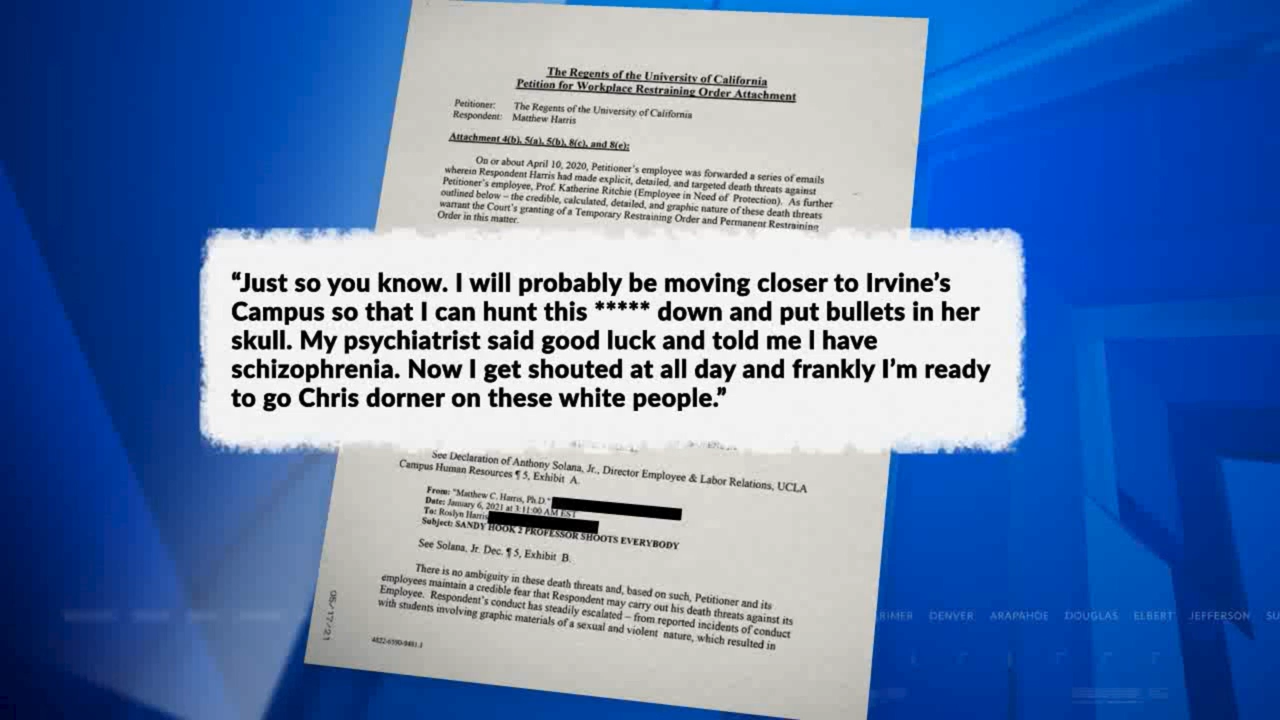 The Regents of the University of California
Petition for Workplace Restraining Order Attachment
Petitioner: The Regents of the University of California
Respondent: Matthew Harris
Attachment 4(b), 5(a), 5(b), 8(c), and 8(e):
On or about April 10, 2020, Petitioner's employee was forwarded a series of emails
wherein Respondent Harris had made explicit, detailed, and targeted death threats against
Petitioner's employee, Prof. Katherine Ritchie (Employee in Need of Protection). As further
outlined below – the credible, calculated, detailed, and graphic nature of these death threats
warrant the Court's granting of a Temporary Restraining Order and Permanent Restraining
Order in this matter.
“Just so you know. I will probably be moving closer to Irvine’s
Campus so that I can hunt this ***** down and put bullets in her
skull. My psychiatrist said good luck and told me I have
schizophrenia. Now I get shouted at all day and frankly I’m ready
to go Chris dorner on these white people.”
See Declaration of Anthony Solana, Jr., Director Employee & Labor Relations, UCLA
Campus Human Resources ¶ 5, Exhibit A.
From: "Matthew C. Harris, Ph.D."
Date: January 6, 2021 at 3:11:00 AM EST
To: Roslyn Harris
Subject: SANDY HOOK 2 PROFESSOR SHOOTS EVERYBODY
See Solana, Jr. Dec. ¶ 5, Exhibit B.
There is no ambiguity in these death threats and, based on such, Petitioner and its
employees maintain a credible fear that Respondent may carry out his death threats against its
Employee. Respondent's conduct has steadily escalated – from reported incidents of conduct
with students involving graphic materials of a sexual and violent nature, which resulted in
05/17/21
DENVER ARAPAHOE DOUGLAS ELBERT JEFFERSON